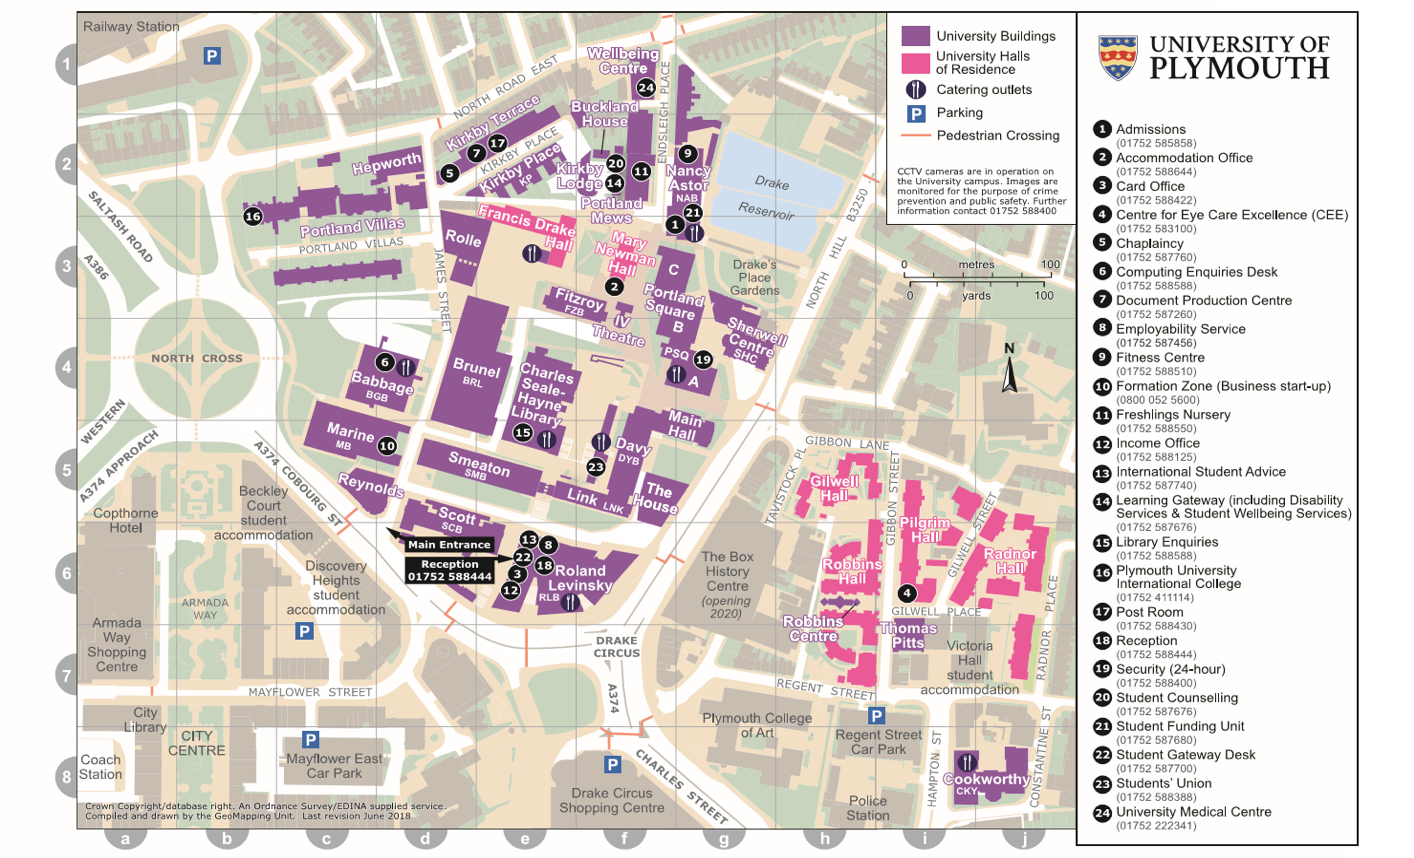 Railway Station
P
1
2
3
4
5
6
7
8
a
b
c
d
e
f
g
h
i
j
NORTH ROAD EAST
Wellbeing
Centre
24
ENDSLEIGH PLACE
Buckland
House
Kirkby Terrace
7
17
5
KIRKBY PLACE
Kirkby Place
KP
Kirkby
Lodge
20
14
11
Portland
Mews
9
Nancy
Astor
NAB
21
1
Drake
Reservoir
Hepworth
16
Portland Villas
PORTLAND VILLAS
SALTASH ROAD
A386
JAMES STREET
Rolle
Francis Drake
Hall
Mary
Newman
Hall
2
C
Portland
Square
B
PSQ
19
A
Drake's
Place
Gardens
NORTH HILL B3250
Fitzroy
FZB
IV
Theatre
Sherwell
Centre
SHC
NORTH CROSS
6
Babbage
BGB
Brunel
BRL
Charles
Seale-
Hayne
Library
15
WESTERN
A374 APPROACH
A374 COBOURG ST
Marine
MB
10
Reynolds
Smeaton
SMB
23
Link LNK
Davy
DYB
Main
Hall
The
House
Copthorne
Hotel
Beckley
Court
student
accommodation
Scott
SCB
Main Entrance
Reception
01752 588444
13
8
22
18
3
12
Roland
Levinsky
RLB
TAVISTOCK PL
GIBBON LANE
Gilwell
Hall
GIBBON STREET
Pilgrim
Hall
GILWELL STREET
Radnor
Hall
Robbins
Hall
4
GILWELL PLACE
RADNOR PLACE
Robbins
Centre
Thomas
Pitts
Victoria
Hall
student
accommodation
The Box
History
Centre
(opening
2020)
Discovery
Heights
student
accommodation
P
ARMADA
WAY
Armada
Way
Shopping
Centre
DRAKE
CIRCUS
A374
MAYFLOWER STREET
REGENT STREET
City
Library
CITY
CENTRE
Coach
Station
P
Mayflower East
Car Park
P
Drake Circus
Shopping Centre
CHARLES STREET
Plymouth College
of Art
P
Regent Street
Car Park
HAMPTON ST
Police
Station
Cookworthy
CKY
CONSTANTINE ST
Crown Copyright/database right. An Ordnance Survey/EDINA supplied service.
Compiled and drawn by the GeoMapping Unit. Last revision June 2018
University Buildings
University Halls
of Residence
Catering outlets
P Parking
Pedestrian Crossing
CCTV cameras are in operation on
the University campus. Images are
monitored for the purpose of crime
prevention and public safety. Further
information contact 01752 588400
0 metres 100
0 yards 100
N
UNIVERSITY OF
PLYMOUTH
1 Admissions
(01752 585858)
2 Accommodation Office
(01752 588644)
3 Card Office
(01752 588422)
4 Centre for Eye Care Excellence (CEE)
(01752 583100)
5 Chaplaincy
(01752 587760)
6 Computing Enquiries Desk
(01752 588588)
7 Document Production Centre
(01752 587260)
8 Employability Service
(01752 587456)
9 Fitness Centre
(01752 588510)
10 Formation Zone (Business start-up)
(0800 052 5600)
11 Freshlings Nursery
(01752 588550)
12 Income Office
(01752 588125)
13 International Student Advice
(01752 587740)
14 Learning Gateway (including Disability
Services & Student Wellbeing Services)
(01752 587676)
15 Library Enquiries
(01752 588588)
16 Plymouth University
International College
(01752 411114)
17 Post Room
(01752 588430)
18 Reception
(01752 588444)
19 Security (24-hour)
(01752 588400)
20 Student Counselling
(01752 587676)
21 Student Funding Unit
(01752 587680)
22 Student Gateway Desk
(01752 587700)
23 Students' Union
(01752 588388)
24 University Medical Centre
(01752 222341)